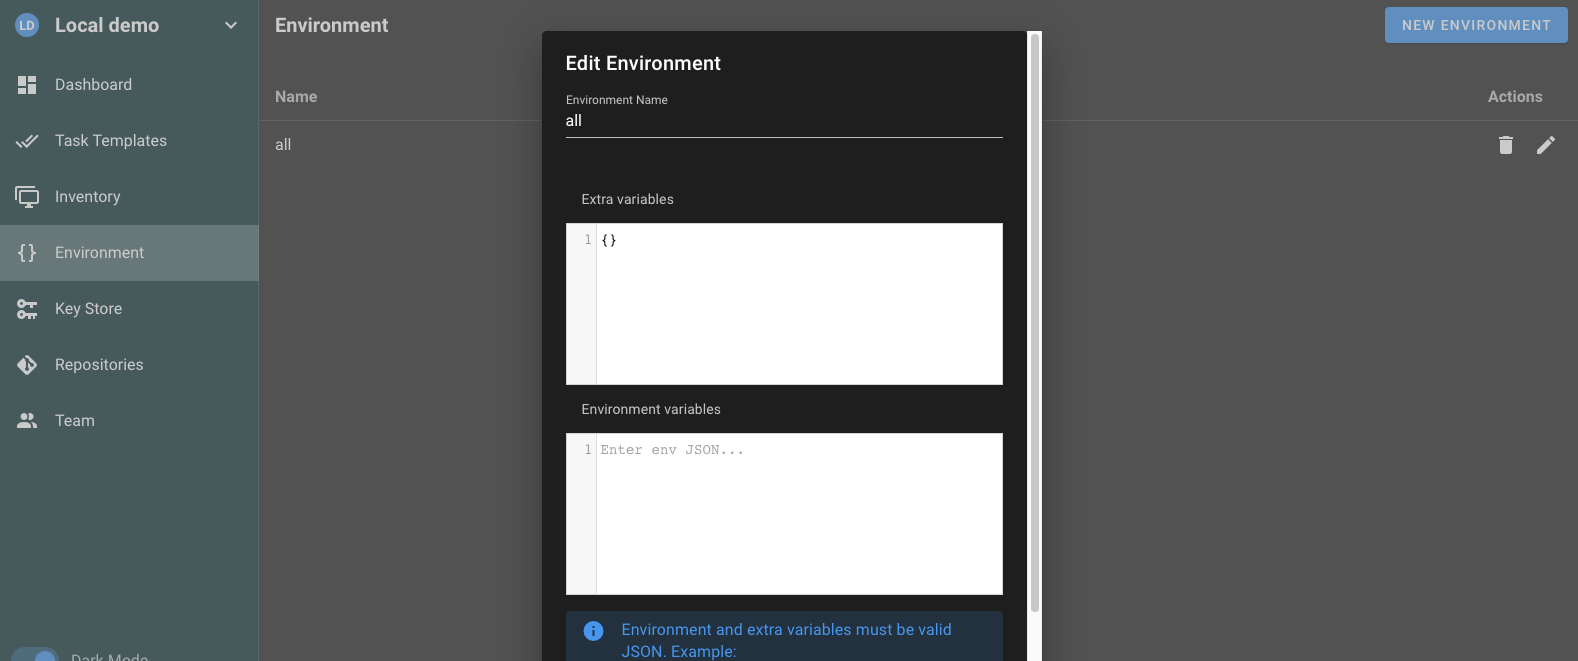 LD Local demo
Dashboard
Task Templates
Inventory
Environment
Key Store
Repositories
Team
Dark Mode
Environment
NEW ENVIRONMENT
Name
Actions
all
Edit Environment
Environment Name
all
Extra variables
1 {}
Environment variables
1 Enter env JSON...
Environment and extra variables must be valid
JSON. Example: